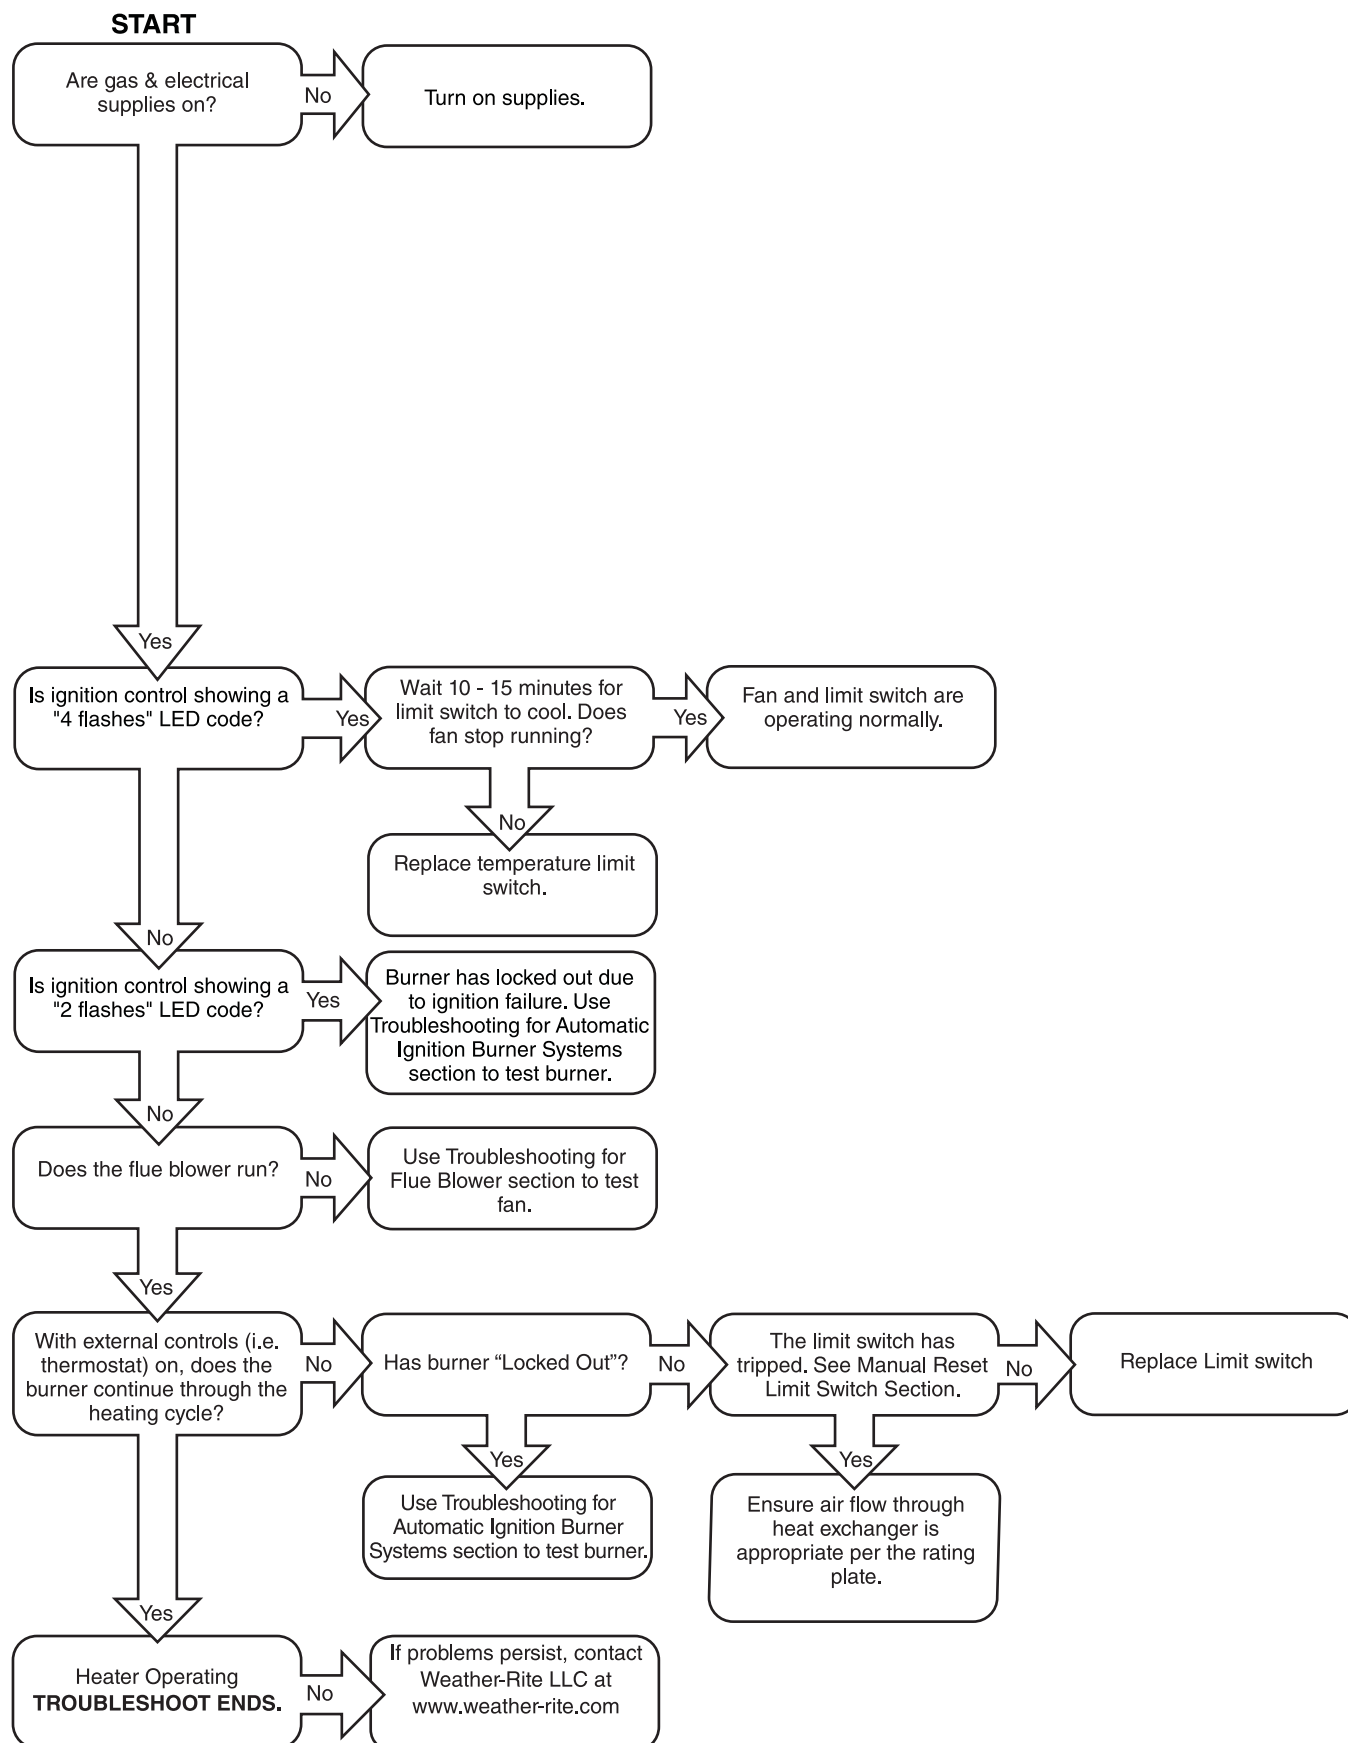 START
Are gas & electrical
supplies on?
No
Turn on supplies.
Yes
Is ignition control showing a
"4 flashes" LED code?
Yes
Wait 10 - 15 minutes for
limit switch to cool. Does
fan stop running?
Yes
Fan and limit switch are
operating normally.
No
Replace temperature limit
switch.
No
Is ignition control showing a
"2 flashes" LED code?
Yes
Burner has locked out due
to ignition failure. Use
Troubleshooting for Automatic
Ignition Burner Systems
section to test burner.
No
Does the flue blower run?
No
Use Troubleshooting for
Flue Blower section to test
fan.
Yes
With external controls (i.e.
thermostat) on, does the
burner continue through the
heating cycle?
No
Has burner “Locked Out”?
No
The limit switch has
tripped. See Manual Reset
Limit Switch Section.
No
Replace Limit switch
Yes
Use Troubleshooting for
Automatic Ignition Burner
Systems section to test burner.
Yes
Ensure air flow through
heat exchanger is
appropriate per the rating
plate.
Yes
Heater Operating
TROUBLESHOOT ENDS.
No
If problems persist, contact
Weather-Rite LLC at
www.weather-rite.com